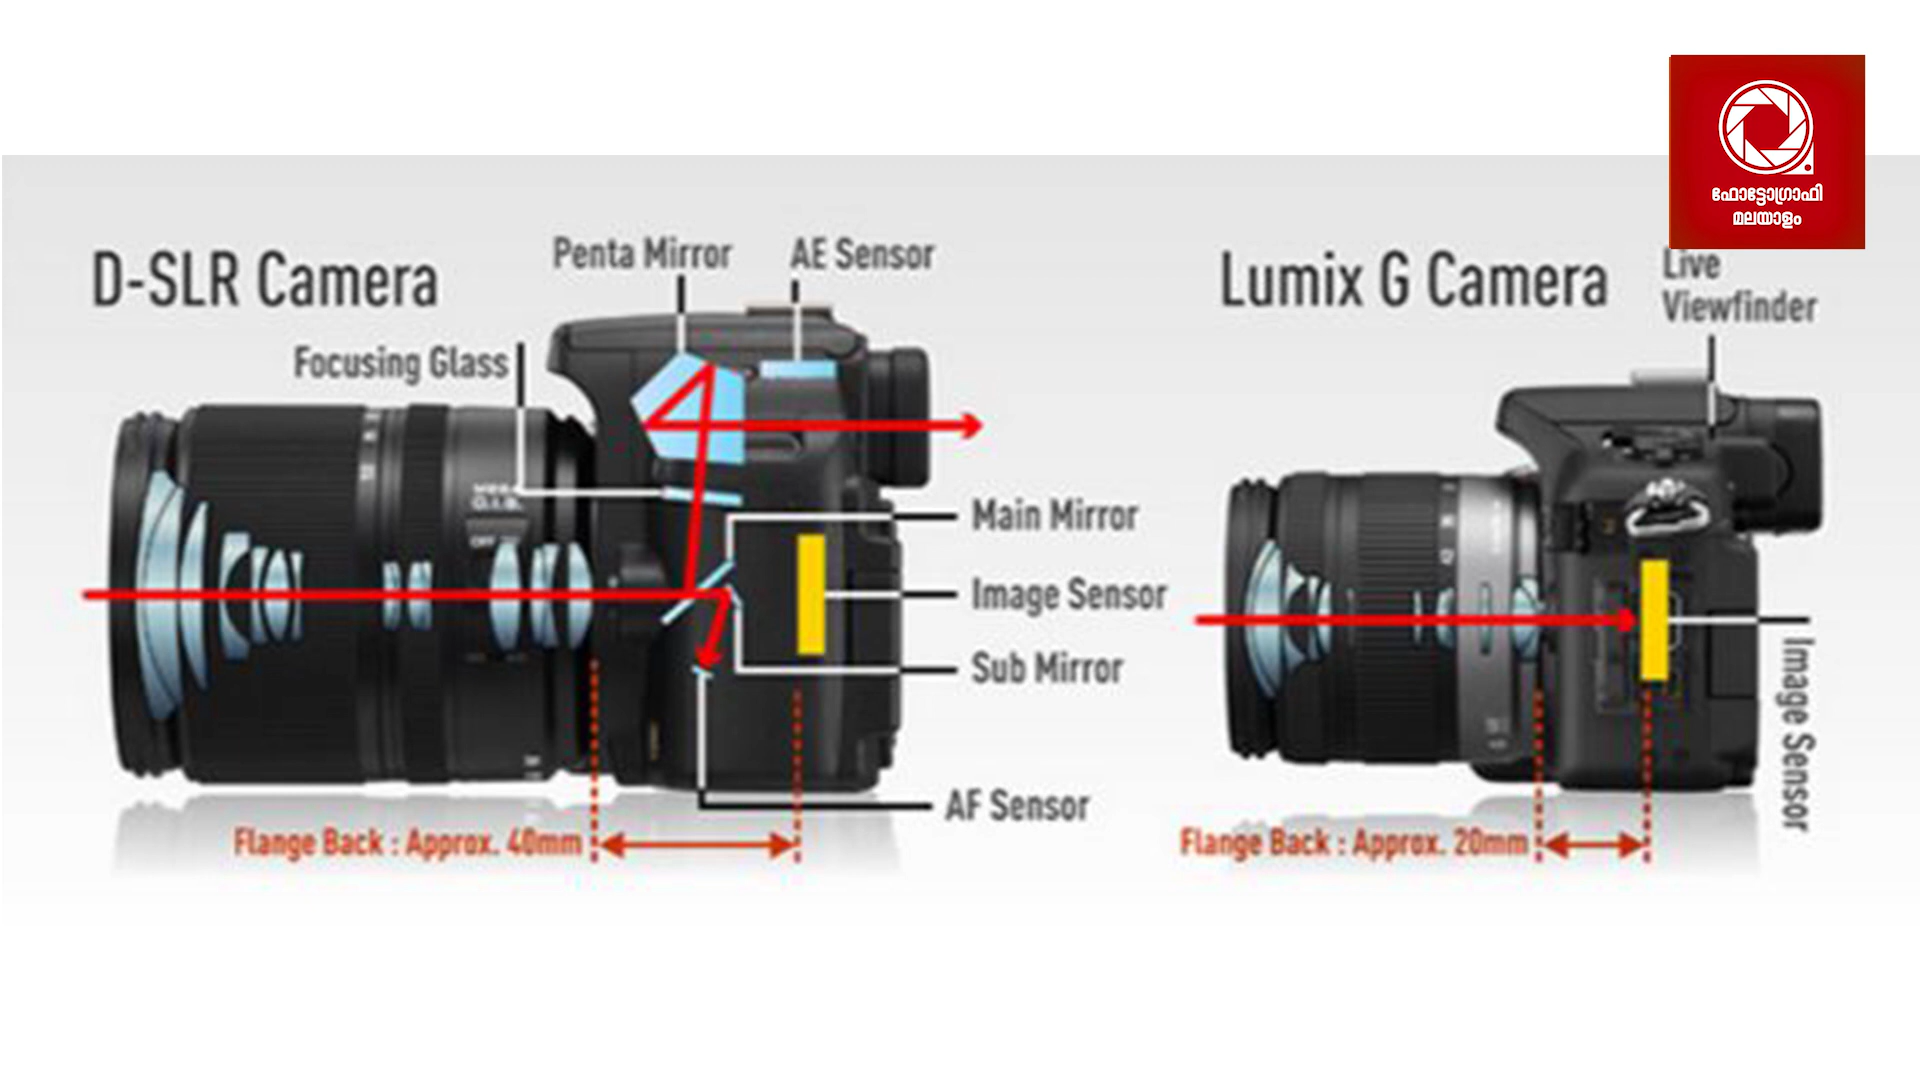 ഫോട്ടോഗ്രാഫി
മലയാളം
D-SLR Camera
Penta Mirror
AE Sensor
Focusing Glass
Main Mirror
Image Sensor
Sub Mirror
AF Sensor
Flange Back : Approx. 40mm
Lumix G Camera
Live
Viewfinder
Image Sensor
Flange Back : Approx. 20mm